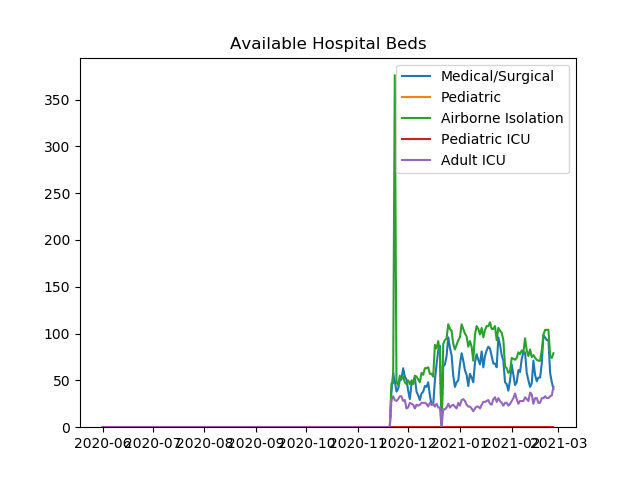 Available Hospital Beds
Medical/Surgical
Pediatric
Airborne Isolation
Pediatric ICU
Adult ICU
350
300
250
200
150
100
50
0
2020-06 2020-07 2020-08 2020-09 2020-10 2020-11 2020-12 2021-01 2021-02 2021-03